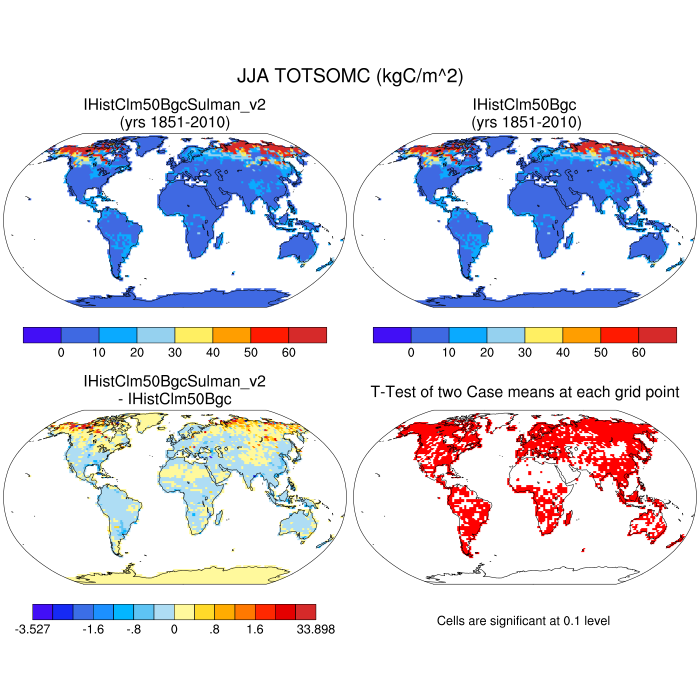 JJA TOTSOMC (kgC/m^2)
IHistClm50BgcSulman_v2
(yrs 1851-2010)
IHistClm50Bgc
(yrs 1851-2010)
0 10 20 30 40 50 60
0 10 20 30 40 50 60
IHistClm50BgcSulman_v2
- IHistClm50Bgc
T-Test of two Case means at each grid point
-3.527 -1.6 -.8 0 .8 1.6 33.898
Cells are significant at 0.1 level